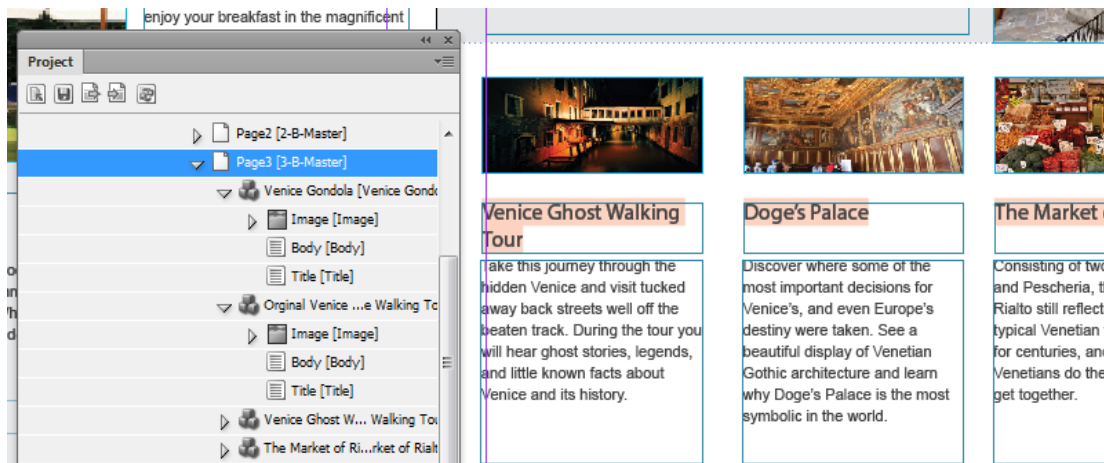 enjoy your breakfast in the magnificent
Project
Page2 [2-B-Master]
Page3 [3-B-Master]
Venice Gondola [Venice Gond
Image [Image]
Body [Body]
Title [Title]
Orginal Venice ...e Walking To
Image [Image]
Body [Body]
Title [Title]
Venice Ghost W... Walking Tou
The Market of Ri...rket of Rialt
Venice Ghost Walking
Tour
Take this journey through the
hidden Venice and visit tucked
away back streets well off the
beaten track. During the tour you
will hear ghost stories, legends,
and little known facts about
Venice and its history.
Doge's Palace
Discover where some of the
most important decisions for
Venice's, and even Europe's
destiny were taken. See a
beautiful display of Venetian
Gothic architecture and learn
why Doge's Palace is the most
symbolic in the world.
The Market
Consisting of two
and Pescheria, t
Rialto still reflect
typical Venetian
for centuries, and
Venetians do the
get together.